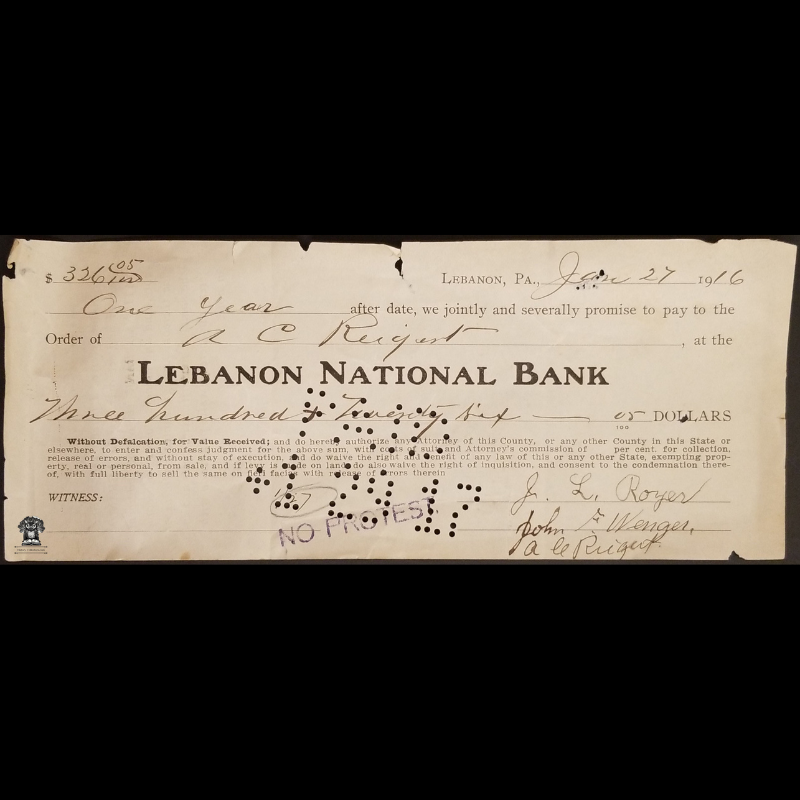 $ 326 05/100 LEBANON, PA., Jan 27 1916
One year after date, we jointly and severally promise to pay to the
Order of A C Reigert, at the
LEBANON NATIONAL BANK
Three hundred & Twenty six — 05/100 DOLLARS
Without Defalcation, for Value Received; and do hereby authorize any Attorney of this County, or any other County in this State or
elsewhere, to enter and confess judgment for the above sum, with costs of suit and Attorney's commission of per cent. for collection,
release of errors, and without stay of execution, and do waive the right and benefit of any law of this or any other State, exempting prop-
erty, real or personal, from sale, and if levy is made on land, do also waive the right of inquisition, and consent to the condemnation there-
of, with full liberty to sell the same on fieri facias with release of errors therein
WITNESS: J. L. Royer
NO PROTEST. John F. Wenger.
A C Reigert